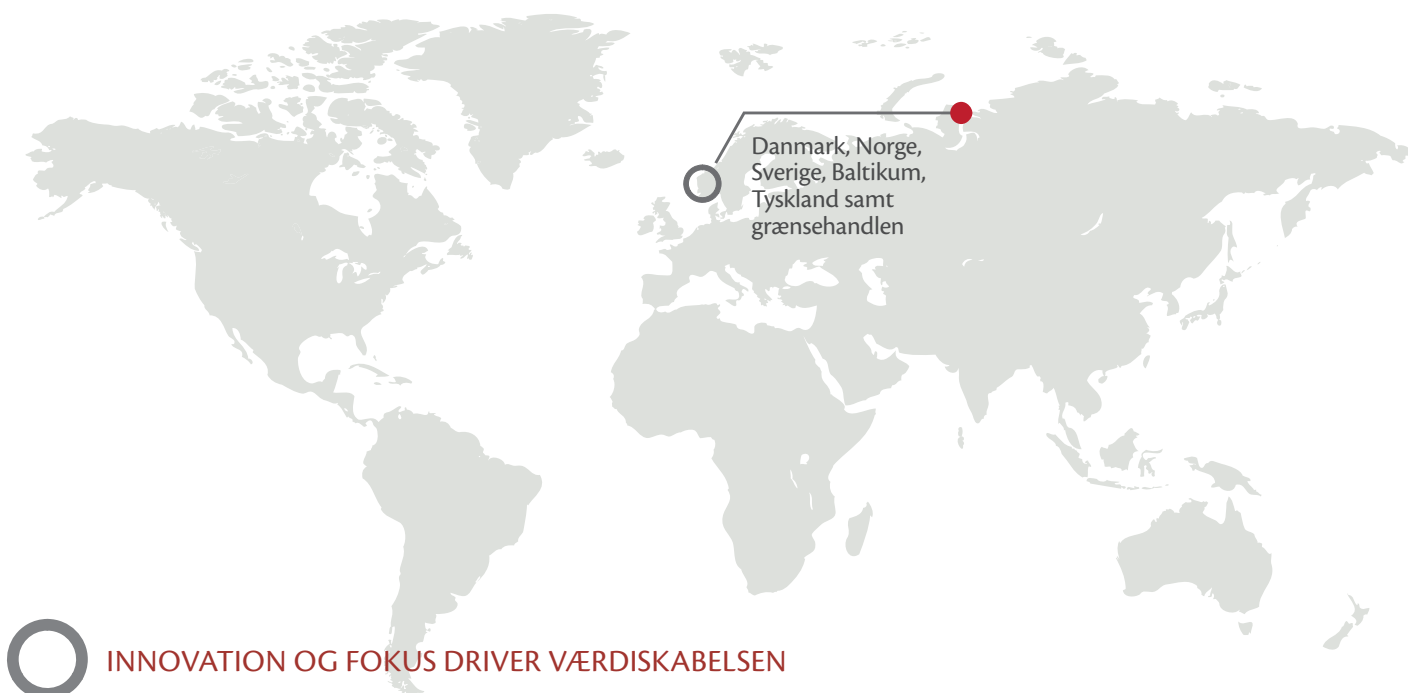 Danmark, Norge,
Sverige, Baltikum,
Tyskland samt
grænsehandlen
INNOVATION OG FOKUS DRIVER VÆRDISKABELSEN